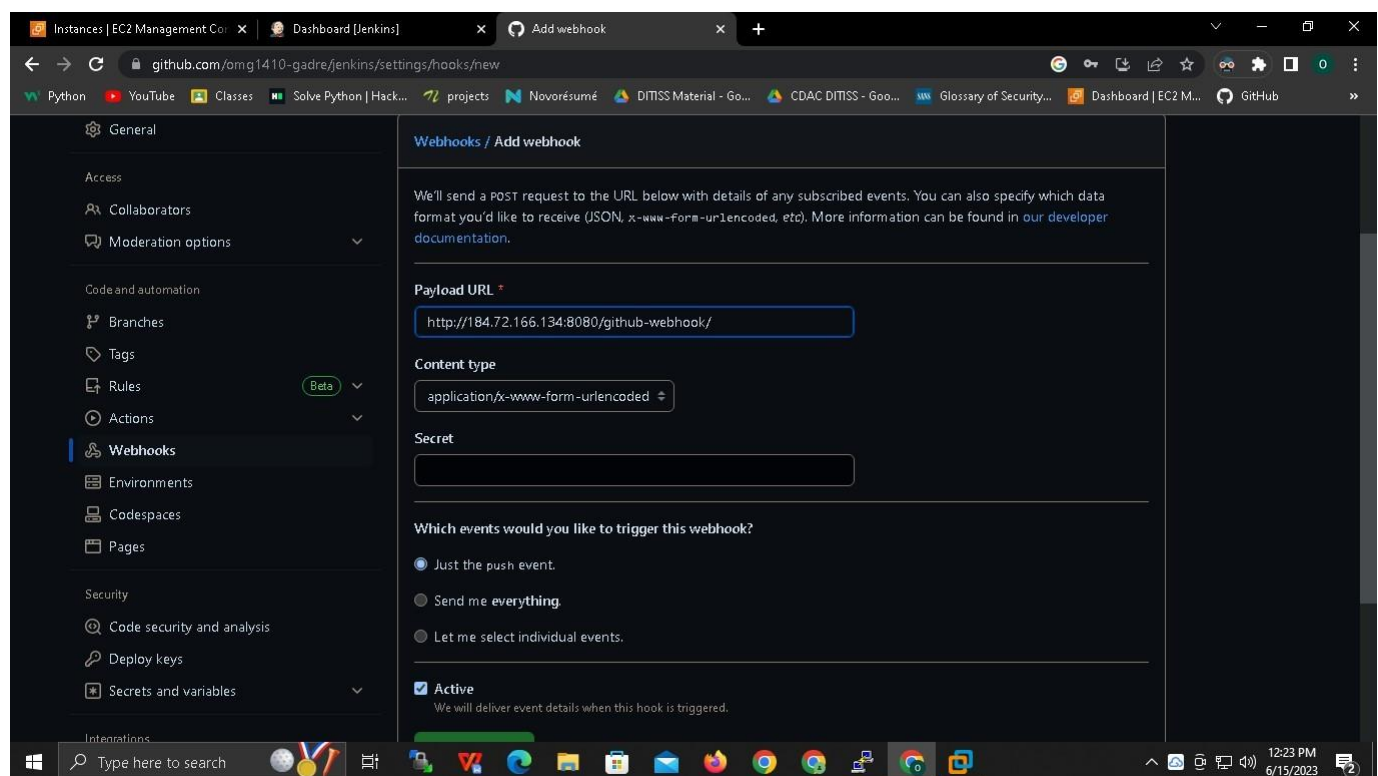 Instances | EC2 Management Cor
Dashboard [Jenkins]
Add webhook
github.com/omg1410-gadre/jenkins/settings/hooks/new
Python YouTube Classes Solve Python | Hack... projects Novorésumé DITISS Material - Go... CDAC DITISS - Goo... Glossary of Security... Dashboard | EC2 M... GitHub »
General
Access
Collaborators
Moderation options
Code and automation
Branches
Tags
Rules Beta
Actions
Webhooks
Environments
Codespaces
Pages
Security
Code security and analysis
Deploy keys
Secrets and variables
Integrations
Webhooks / Add webhook
We'll send a POST request to the URL below with details of any subscribed events. You can also specify which data
format you'd like to receive (JSON, x-www-form-urlencoded, etc). More information can be found in our developer
documentation.
Payload URL *
http://184.72.166.134:8080/github-webhook/
Content type
application/x-www-form-urlencoded
Secret
Which events would you like to trigger this webhook?
Just the push event.
Send me everything.
Let me select individual events.
Active
We will deliver event details when this hook is triggered.
Type here to search
12:23 PM
6/15/2023
2